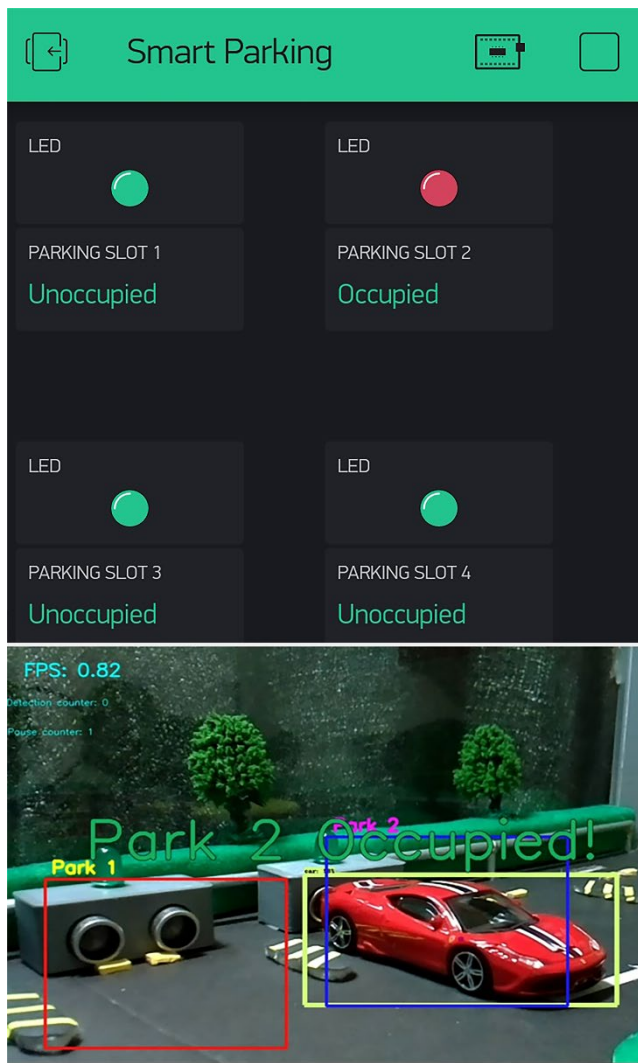 Smart Parking
LED
LED
PARKING SLOT 1
PARKING SLOT 2
Unoccupied
Occupied
LED
LED
PARKING SLOT 3
PARKING SLOT 4
Unoccupied
Unoccupied
FPS: 0.82
Detection counter: 0
Pause counter: 1
Park 2
Park 2 Occupied!
Park 1